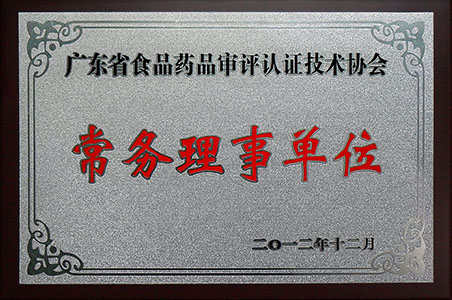 广东省食品药品审评认证技术协会
常务理事单位
二〇一二年十二月